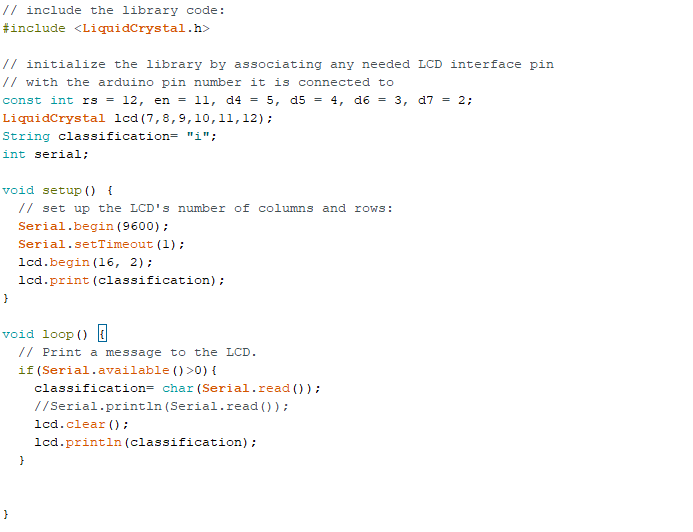 // include the library code:
#include <LiquidCrystal.h>

// initialize the library by associating any needed LCD interface pin
// with the arduino pin number it is connected to
const int rs = 12, en = 11, d4 = 5, d5 = 4, d6 = 3, d7 = 2;
LiquidCrystal lcd(7,8,9,10,11,12);
String classification= "i";
int serial;

void setup() {
  // set up the LCD's number of columns and rows:
  Serial.begin(9600);
  Serial.setTimeout(1);
  lcd.begin(16, 2);
  lcd.print(classification);
}

void loop() {
  // Print a message to the LCD.
  if(Serial.available()>0){
    classification= char(Serial.read());
    //Serial.println(Serial.read());
    lcd.clear();
    lcd.println(classification);
  }


}